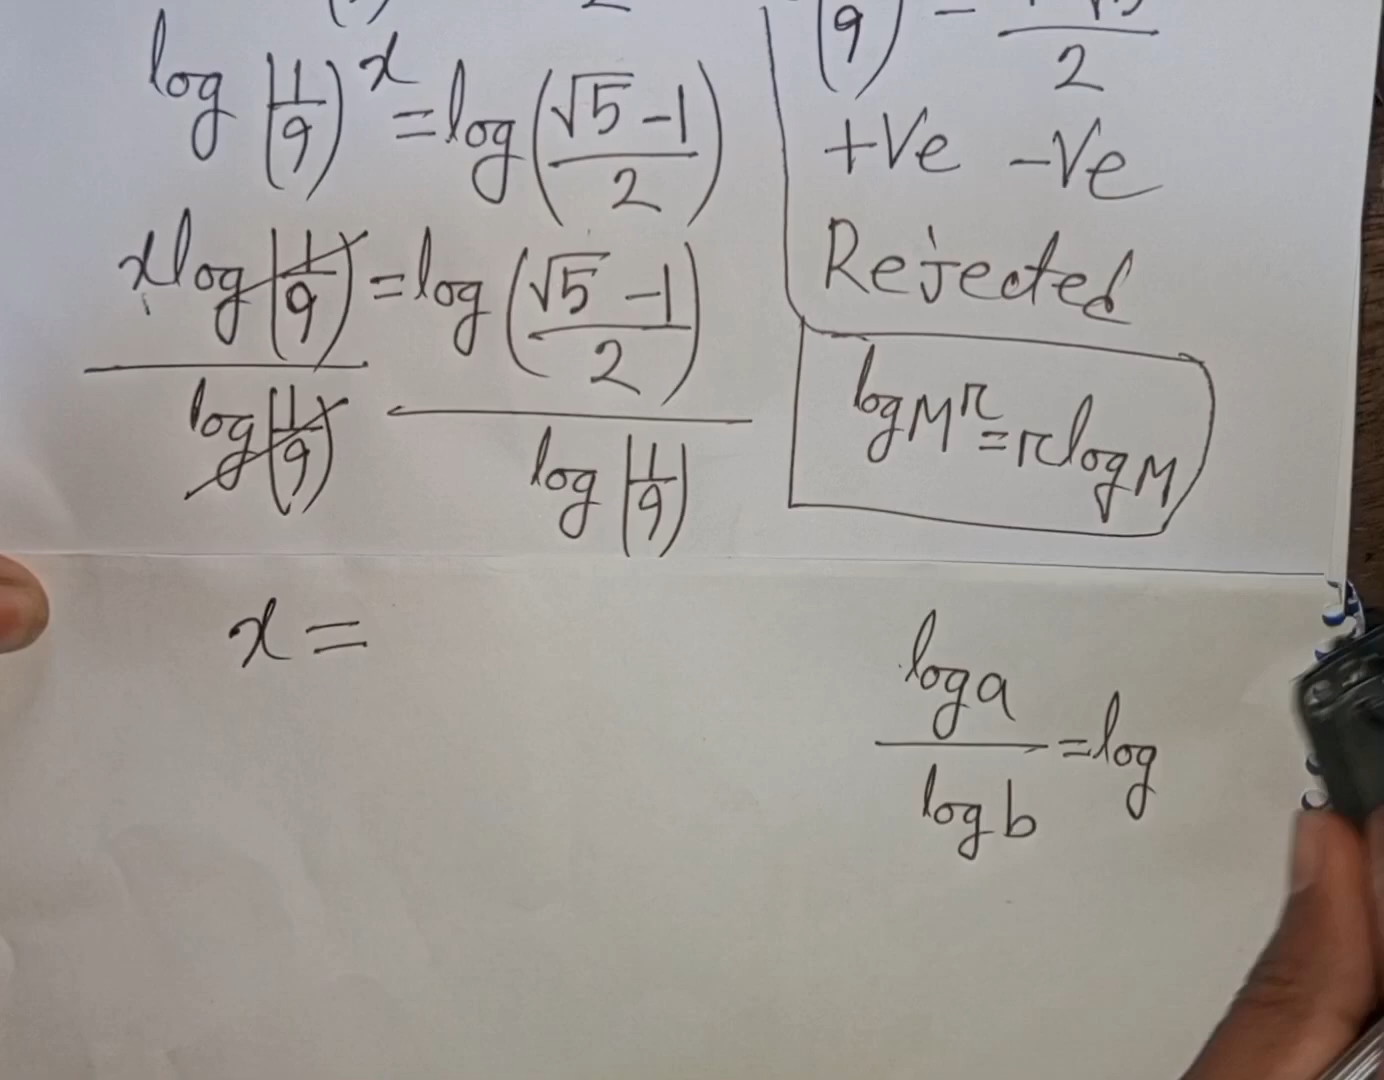 log (1/9)^x = log ((√5 -1)/2)
x log (1/9) / log (1/9) = log ((√5 -1)/2) / log (1/9)
x =
(9) - 2
+ve -ve
Rejected
log M^r = r log M
log a / log b = log